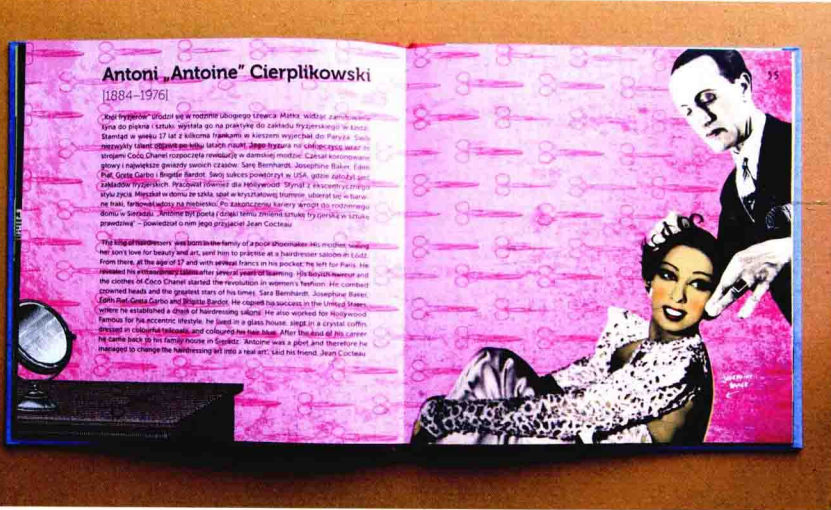 Antoni „Antoine” Cierplikowski
|1884–1976|
„Król fryzjerów” urodził się w rodzinie ubogiego szewca. Matka, widząc zamiłowanie
syna do piękna i sztuki, wysłała go na praktykę do zakładu fryzjerskiego w Łodzi.
Stamtąd w wieku 17 lat z kilkoma frankami w kieszeni wyjechał do Paryża. Swój
niezwykły talent objawił po kilku latach nauki. Jego fryzura na chłopczycę wraz ze
strojami Coco Chanel rozpoczęła rewolucję w damskiej modzie. Czesał koronowane
głowy i największe gwiazdy swoich czasów: Sarę Bernhardt, Josephine Baker, Edith
Piaf, Gretę Garbo i Brigitte Bardot. Swój sukces powtórzył w USA, gdzie założył sieć
zakładów fryzjerskich. Pracował również dla Hollywood. Słynął z ekscentrycznego
stylu życia. Mieszkał w domu ze szkła, spał w kryształowej trumnie, ubierał się w barw-
ne fraki, farbował włosy na niebiesko. Po zakończeniu kariery wrócił do rodzinnego
domu w Sieradzu. „Antoine był poetą i dzięki temu zmienił sztukę fryzjerską w sztukę
prawdziwą” – powiedział o nim jego przyjaciel Jean Cocteau.
'The king of hairdressers' was born in the family of a poor shoemaker. His mother, seeing
her son's love for beauty and art, sent him to practise at a hairdresser saloon in Łódź.
From there, at the age of 17 and with several francs in his pocket, he left for Paris. He
revealed his extraordinary talent after several years of learning. His boyish haircut and
the clothes of Coco Chanel started the revolution in women's fashion. He combed
crowned heads and the greatest stars of his times: Sara Bernhardt, Josephine Baker,
Edith Piaf, Greta Garbo and Brigitte Bardot. He copied his success in the United States,
where he established a chain of hairdressing salons. He also worked for Hollywood.
Famous for his eccentric lifestyle, he lived in a glass house, slept in a crystal coffin,
dressed in colourful tailcoats, and coloured his hair blue. After the end of his career
he came back to his family house in Sieradz. 'Antoine was a poet and therefore he
managed to change the hairdressing art into a real art', said his friend, Jean Cocteau.
55
JOSEPHINE
BAKER